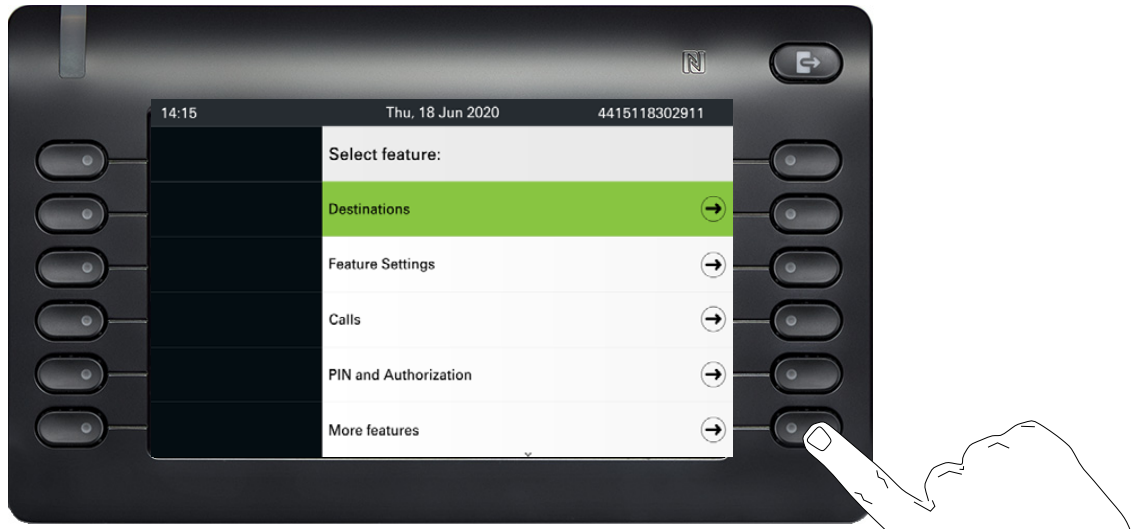 14:15 Thu, 18 Jun 2020 4415118302911
Select feature:
Destinations
Feature Settings
Calls
PIN and Authorization
More features